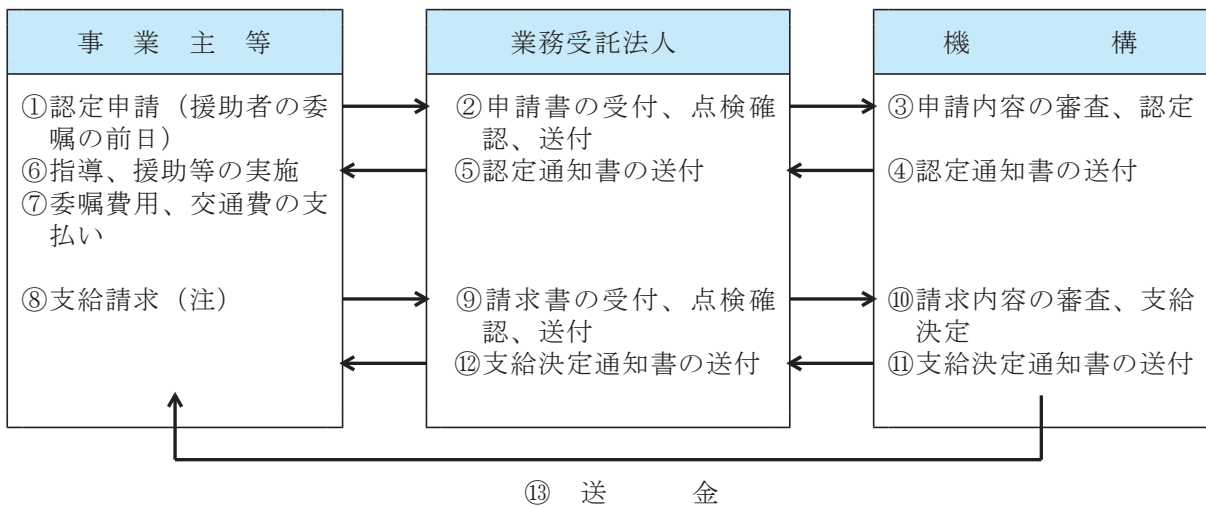 事業主等
①認定申請（援助者の委
嘱の前日）
⑥指導、援助等の実施
⑦委嘱費用、交通費の支
払い
⑧支給請求（注）
業務受託法人
②申請書の受付、点検確
認、送付
⑤認定通知書の送付
⑨請求書の受付、点検確
認、送付
⑫支給決定通知書の送付
機構
③申請内容の審査、認定
④認定通知書の送付
⑩請求内容の審査、支給
決定
⑪支給決定通知書の送付
⑬ 送金